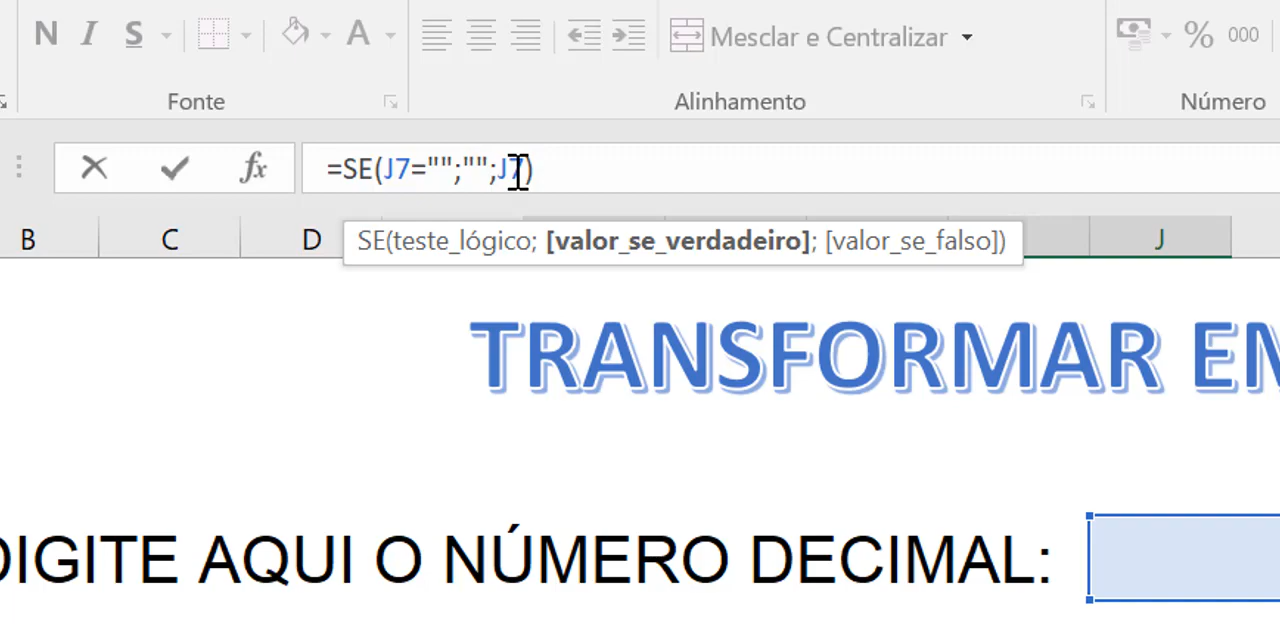 N I S A Mesclar e Centralizar % 000
Fonte Alinhamento Número
fx =SE(J7="";"";J7)
B C D J
SE(teste_lógico; [valor_se_verdadeiro]; [valor_se_falso])
TRANSFORMAR EM
DIGITE AQUI O NÚMERO DECIMAL: